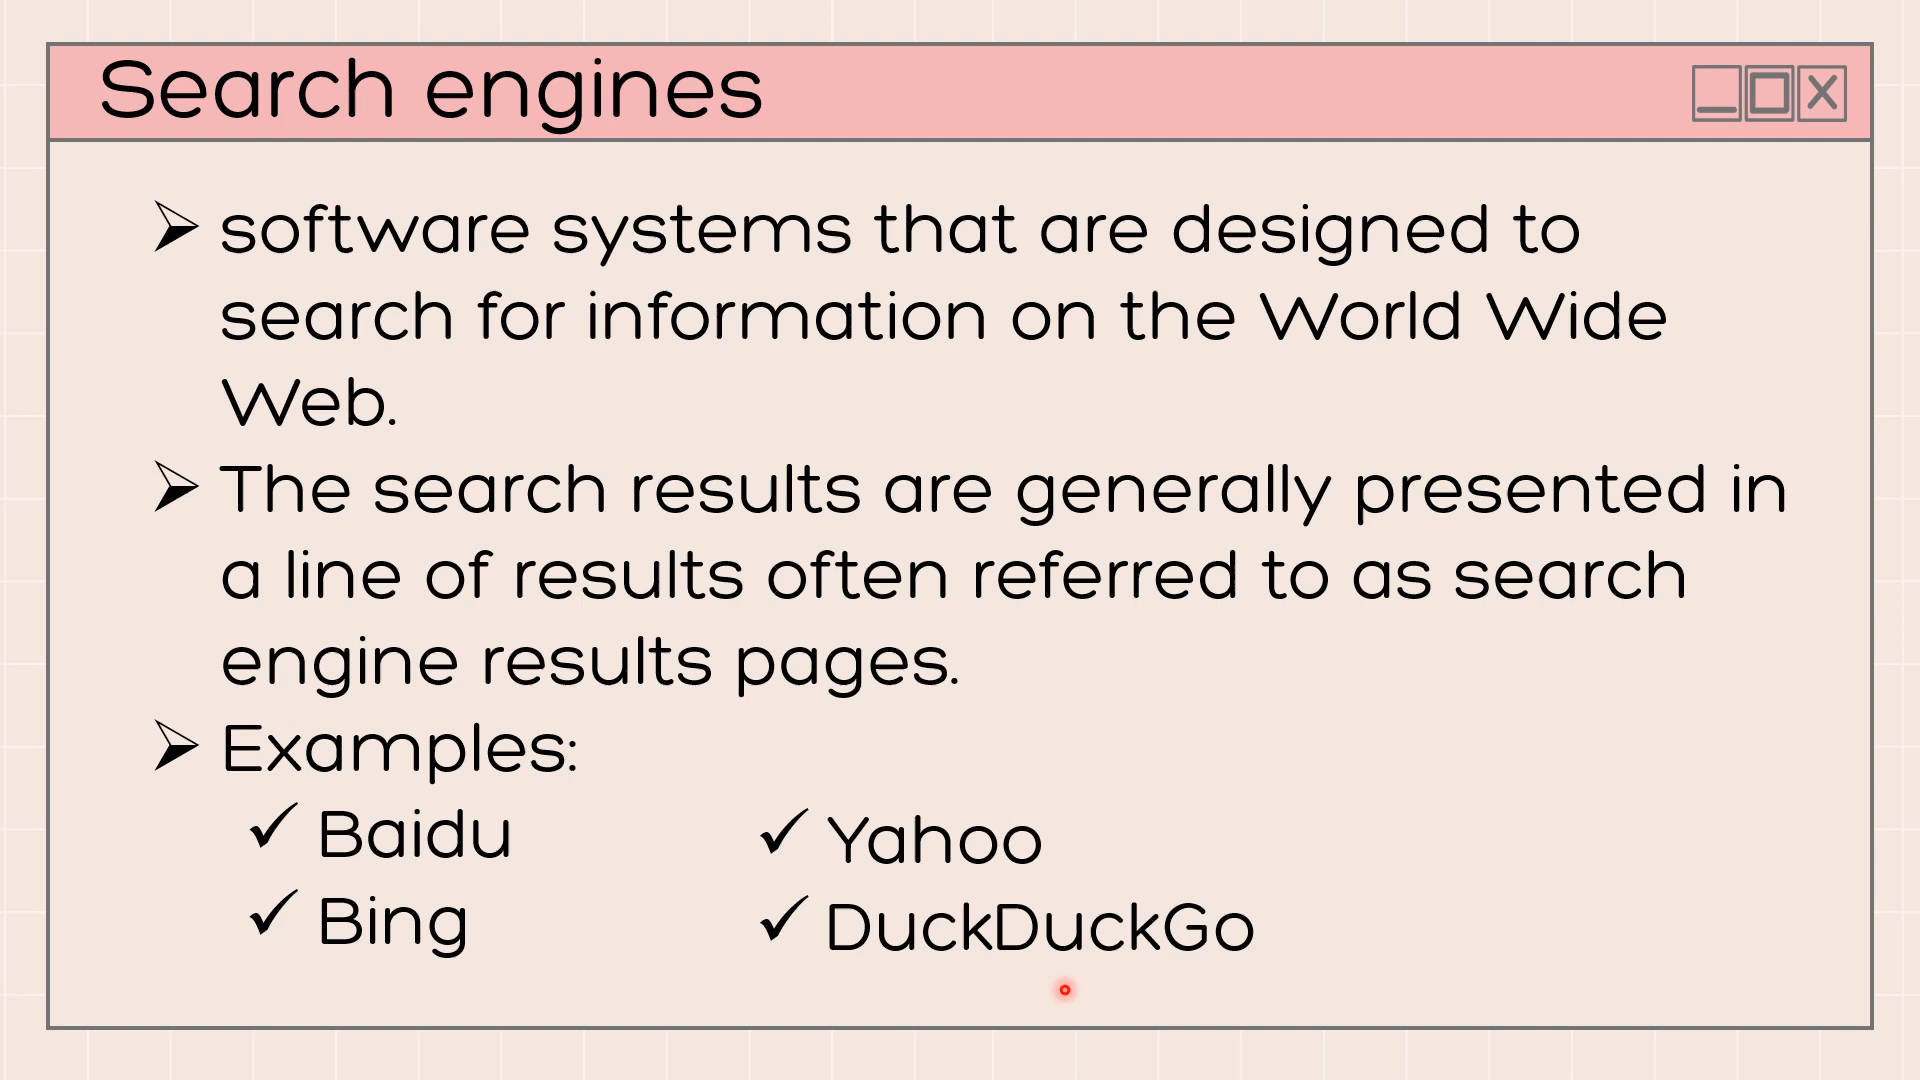 Search engines
software systems that are designed to
search for information on the World Wide
Web.
The search results are generally presented in
a line of results often referred to as search
engine results pages.
Examples:
Baidu
Bing
Yahoo
DuckDuckGo